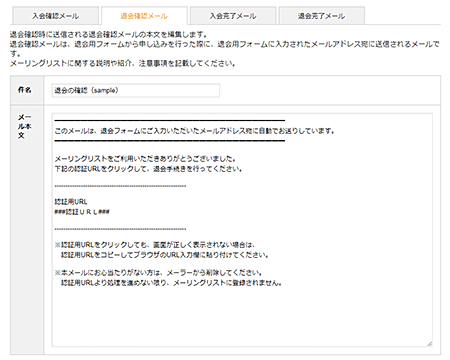 入会確認メール 退会確認メール 入会完了メール 退会完了メール
退会確認時に送信される退会確認メールの本文を編集します。
退会確認メールは、退会用フォームから申し込みを行った際に、退会用フォームに入力されたメールアドレス宛に送信されるメールで
す。
メーリングリストに関する説明や紹介、注意事項を記載してください。
件名 退会の確認（sample）
メー
ル本
文
このメールは、退会フォームにご入力いただいたメールアドレス宛に自動でお送りしています。
メーリングリストをご利用いただきありがとうございました。
下記の認証URLをクリックして、退会手続きを行ってください。
----------------------------------------------------------
認証用URL
###認証ＵＲＬ###
----------------------------------------------------------
※認証用URLをクリックしても、画面が正しく表示されない場合は、
認証用URLをコピーしてブラウザのURL入力欄に貼り付けてください。
※本メールにお心当たりがない方は、メーラーから削除してください。
認証用URLより処理を進めない限り、メーリングリストに登録されません。